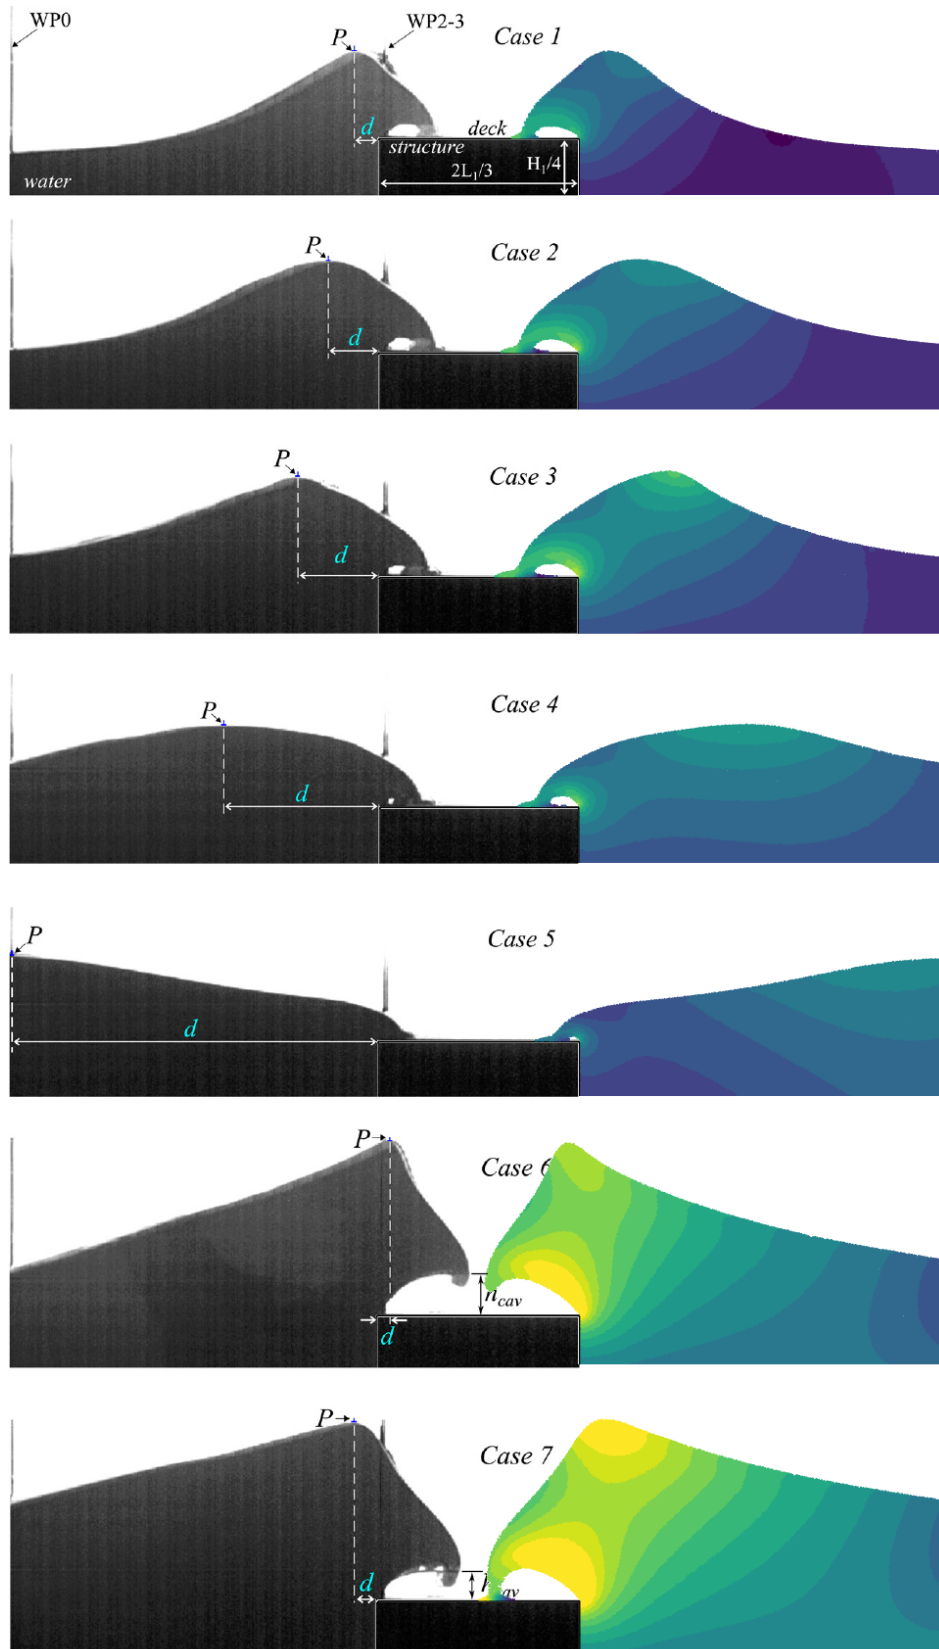 WP0
P
WP2-3
Case 1
d
deck
structure
2L₁/3
H₁/4
water
P
Case 2
d
P
Case 3
d
P
Case 4
d
P
Case 5
d
P
Case 6
hcav
d
P
Case 7
d